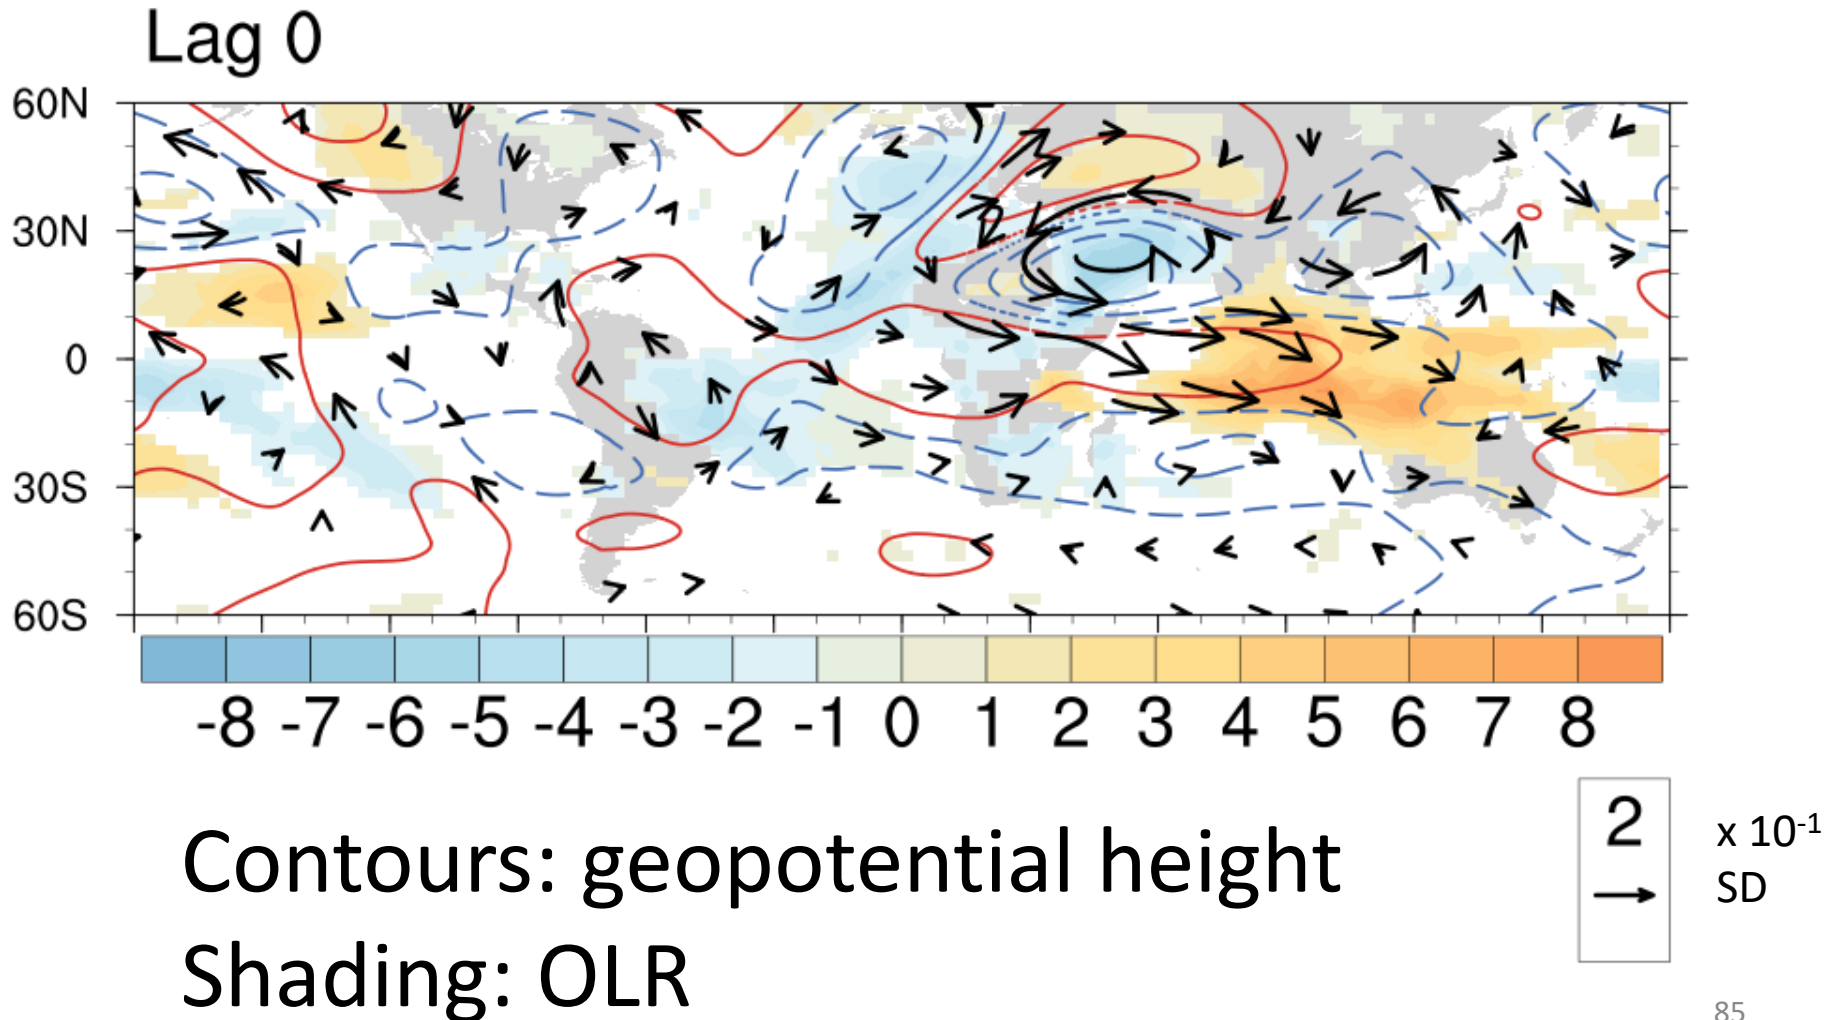 Lag 0
60N
30N
0
30S
60S
-8 -7 -6 -5 -4 -3 -2 -1 0 1 2 3 4 5 6 7 8
2
x 10-1
SD
Contours: geopotential height
Shading: OLR
85